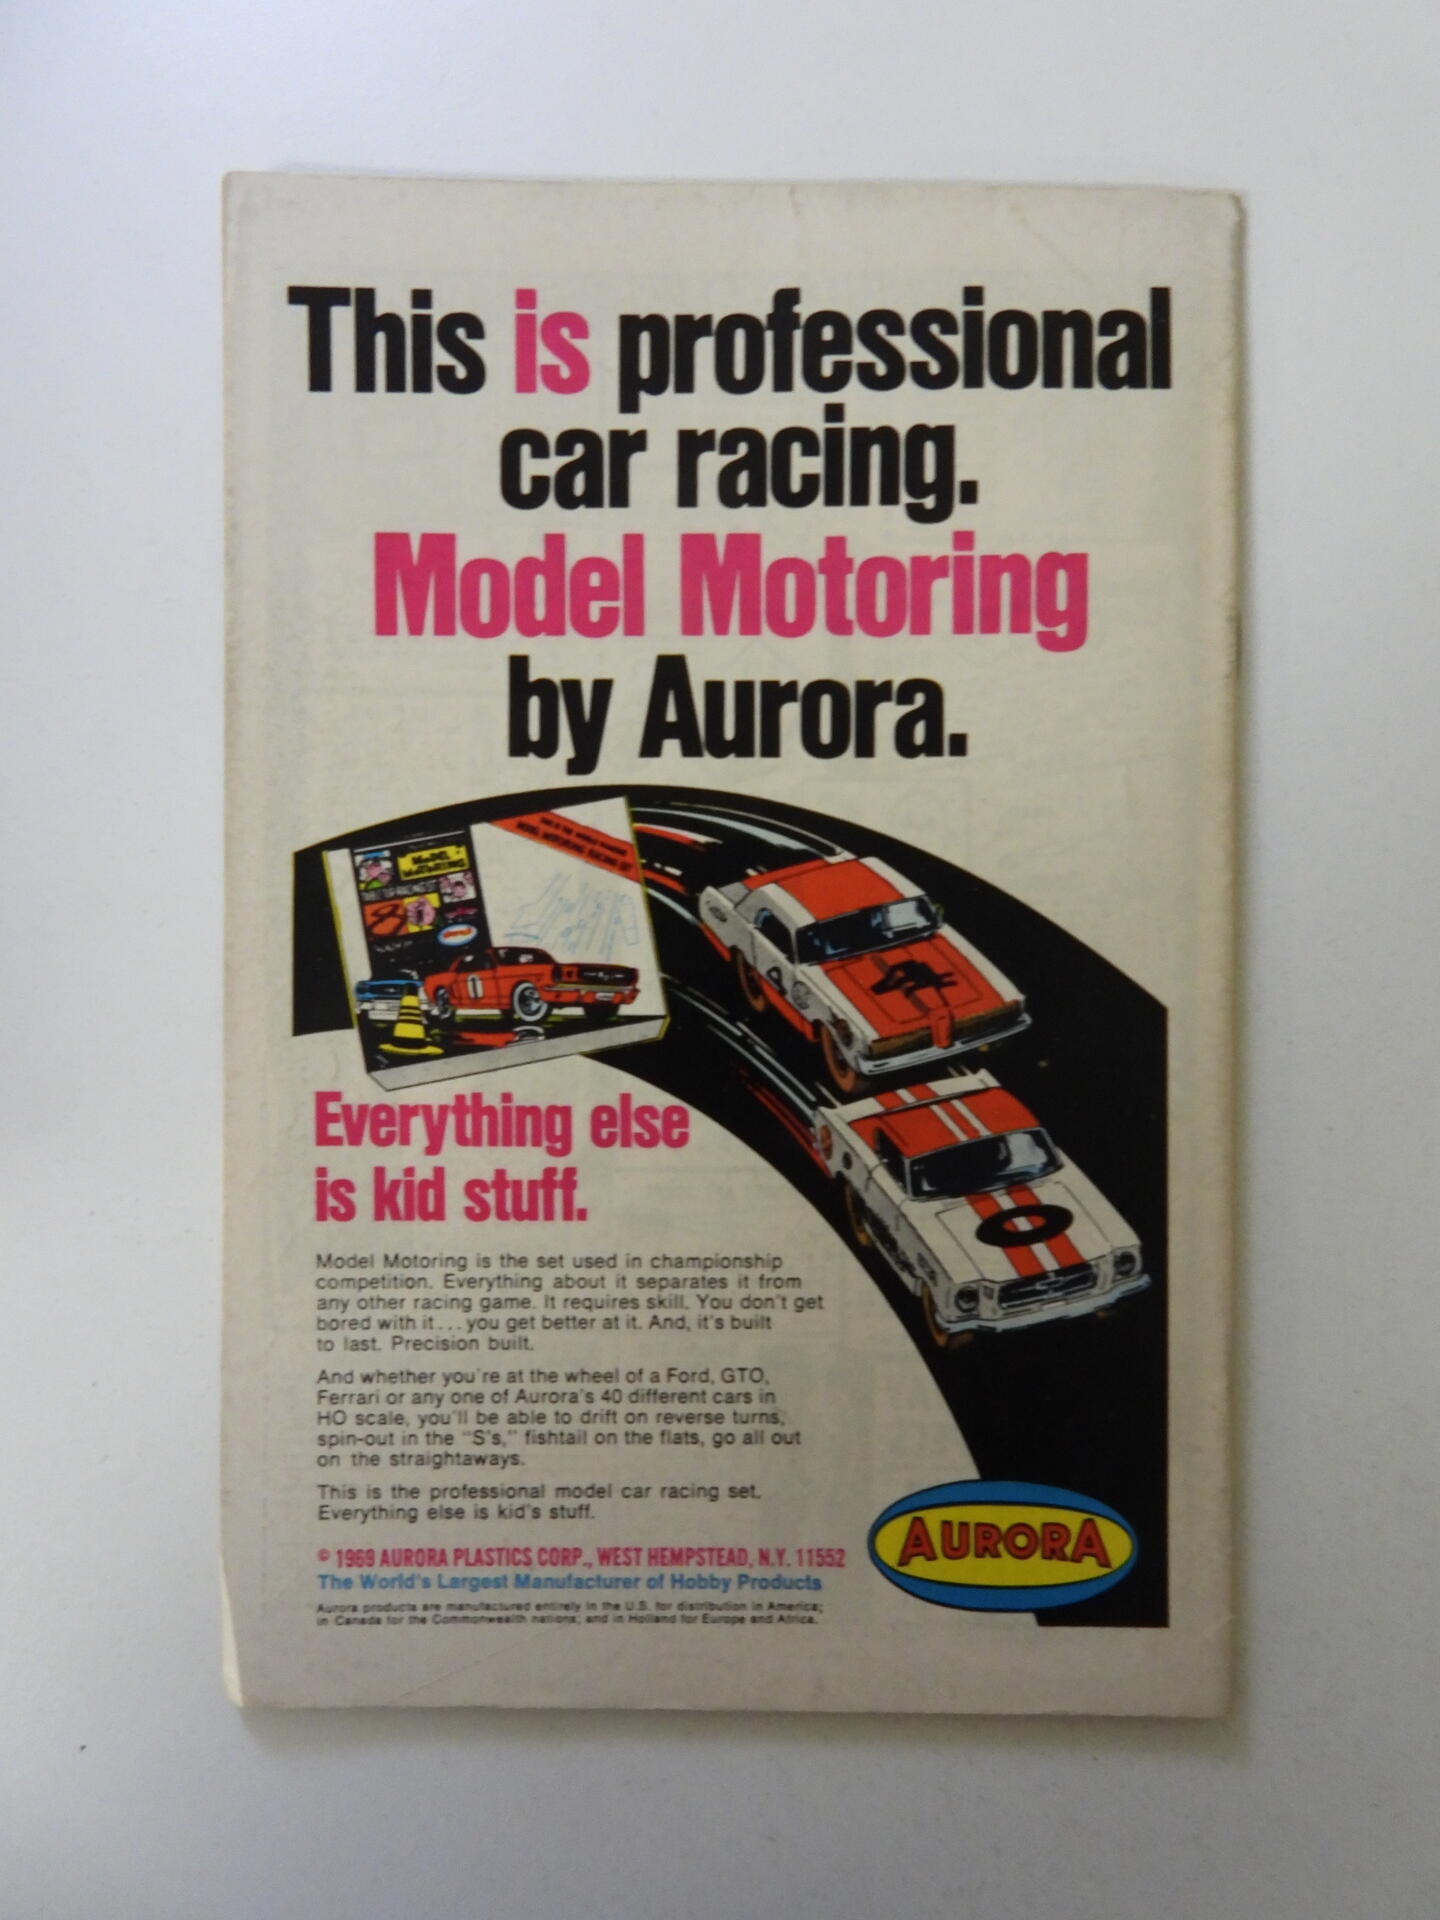 This is professional
car racing.
Model Motoring
by Aurora.
MODEL
MOTORING
1
4
0
Everything else
is kid stuff.
Model Motoring is the set used in championship
competition. Everything about it separates it from
any other racing game. It requires skill. You don't get
bored with it...you get better at it. And, it's built
to last. Precision built.
And whether you're at the wheel of a Ford, GTO,
Ferrari or any one of Aurora's 40 different cars in
HO scale, you'll be able to drift on reverse turns,
spin-out in the "S's," fishtail on the flats, go all out
on the straightaways.
This is the professional model car racing set.
Everything else is kid's stuff.
© 1969 AURORA PLASTICS CORP., WEST HEMPSTEAD, N.Y. 11552
The World's Largest Manufacturer of Hobby Products
Aurora products are manufactured entirely in the U.S. for distribution in America;
in Canada for the Commonwealth nations; and in Holland for Europe and Africa.
AURORA